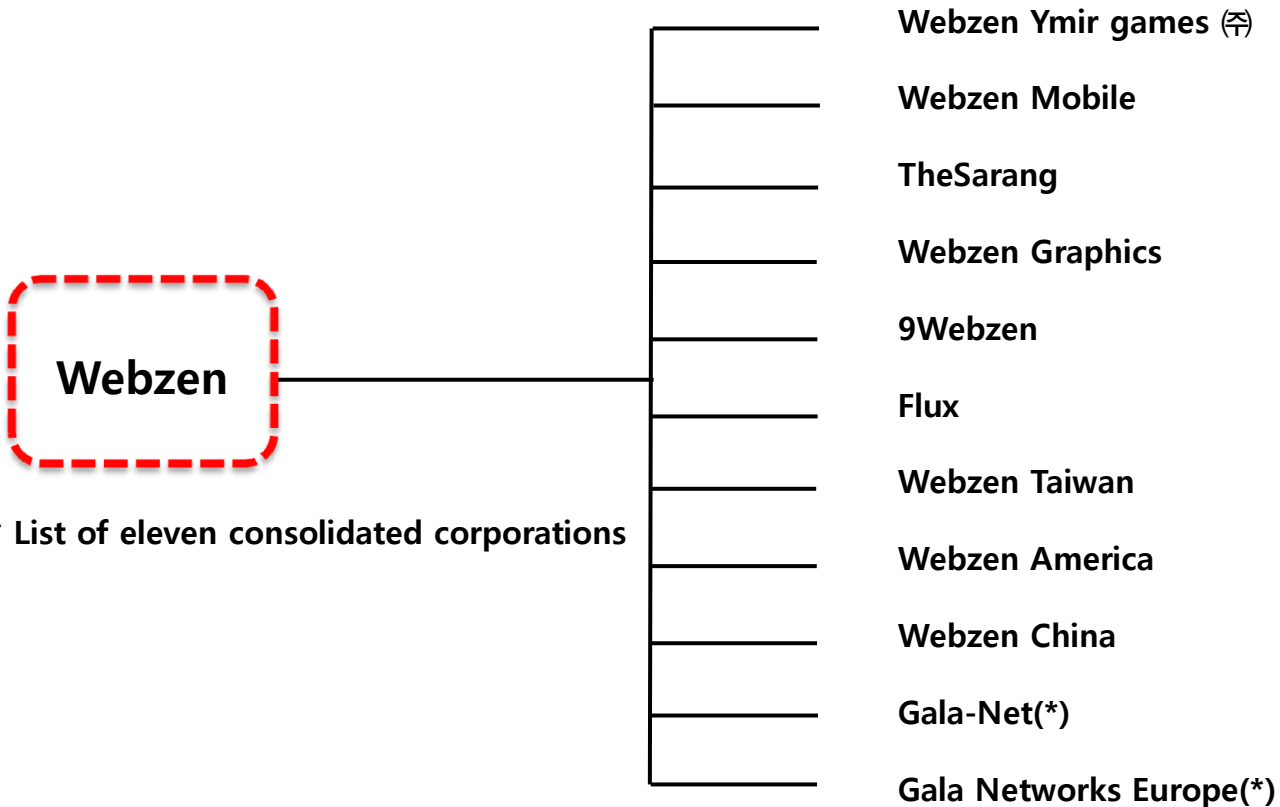 Webzen Ymir games ㈜
Webzen Mobile
TheSarang
Webzen Graphics
9Webzen
Webzen
Flux
Webzen Taiwan
* List of eleven consolidated corporations
Webzen America
Webzen China
Gala-Net(*)
Gala Networks Europe(*)